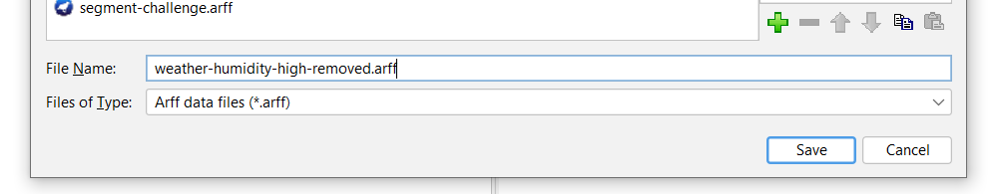 segment-challenge.arff
File Name: weather-humidity-high-removed.arff
Files of Type: Arff data files (*.arff)
Save Cancel